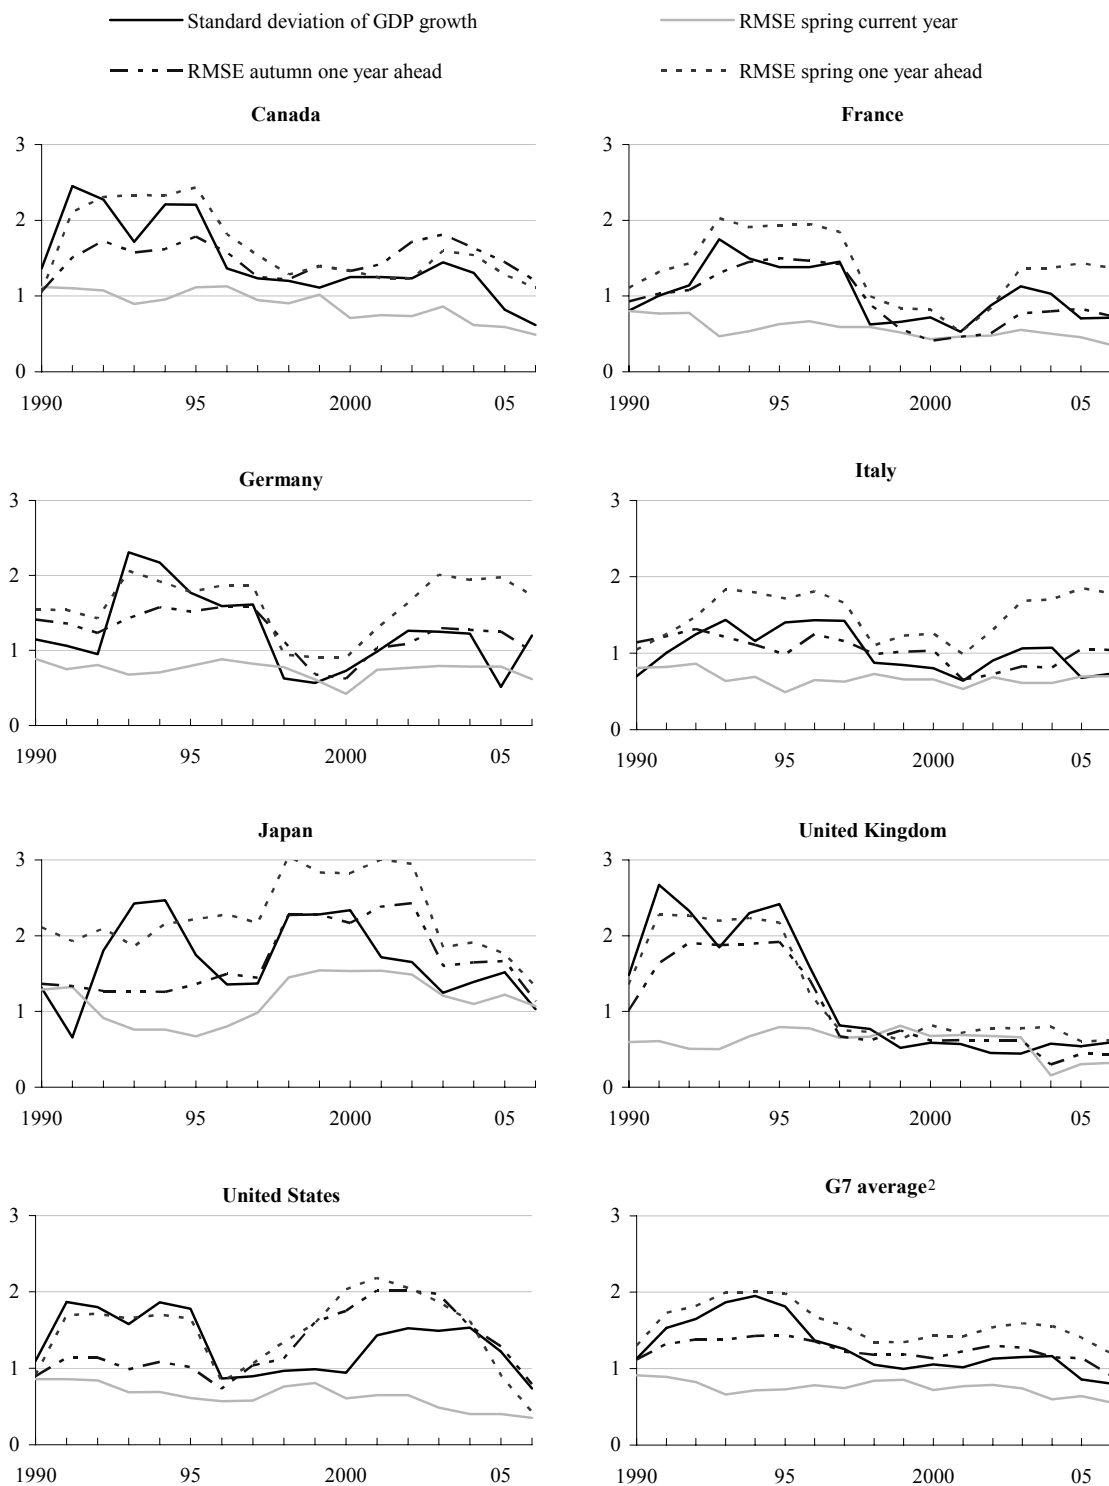 Standard deviation of GDP growth
RMSE spring current year
RMSE autumn one year ahead
RMSE spring one year ahead
Canada
3
2
1
0
1990 95 2000 05
France
3
2
1
0
1990 95 2000 05
Germany
3
2
1
0
1990 95 2000 05
Italy
3
2
1
0
1990 95 2000 05
Japan
3
2
1
0
1990 95 2000 05
United Kingdom
3
2
1
0
1990 95 2000 05
United States
3
2
1
0
1990 95 2000 05
G7 average2
3
2
1
0
1990 95 2000 05